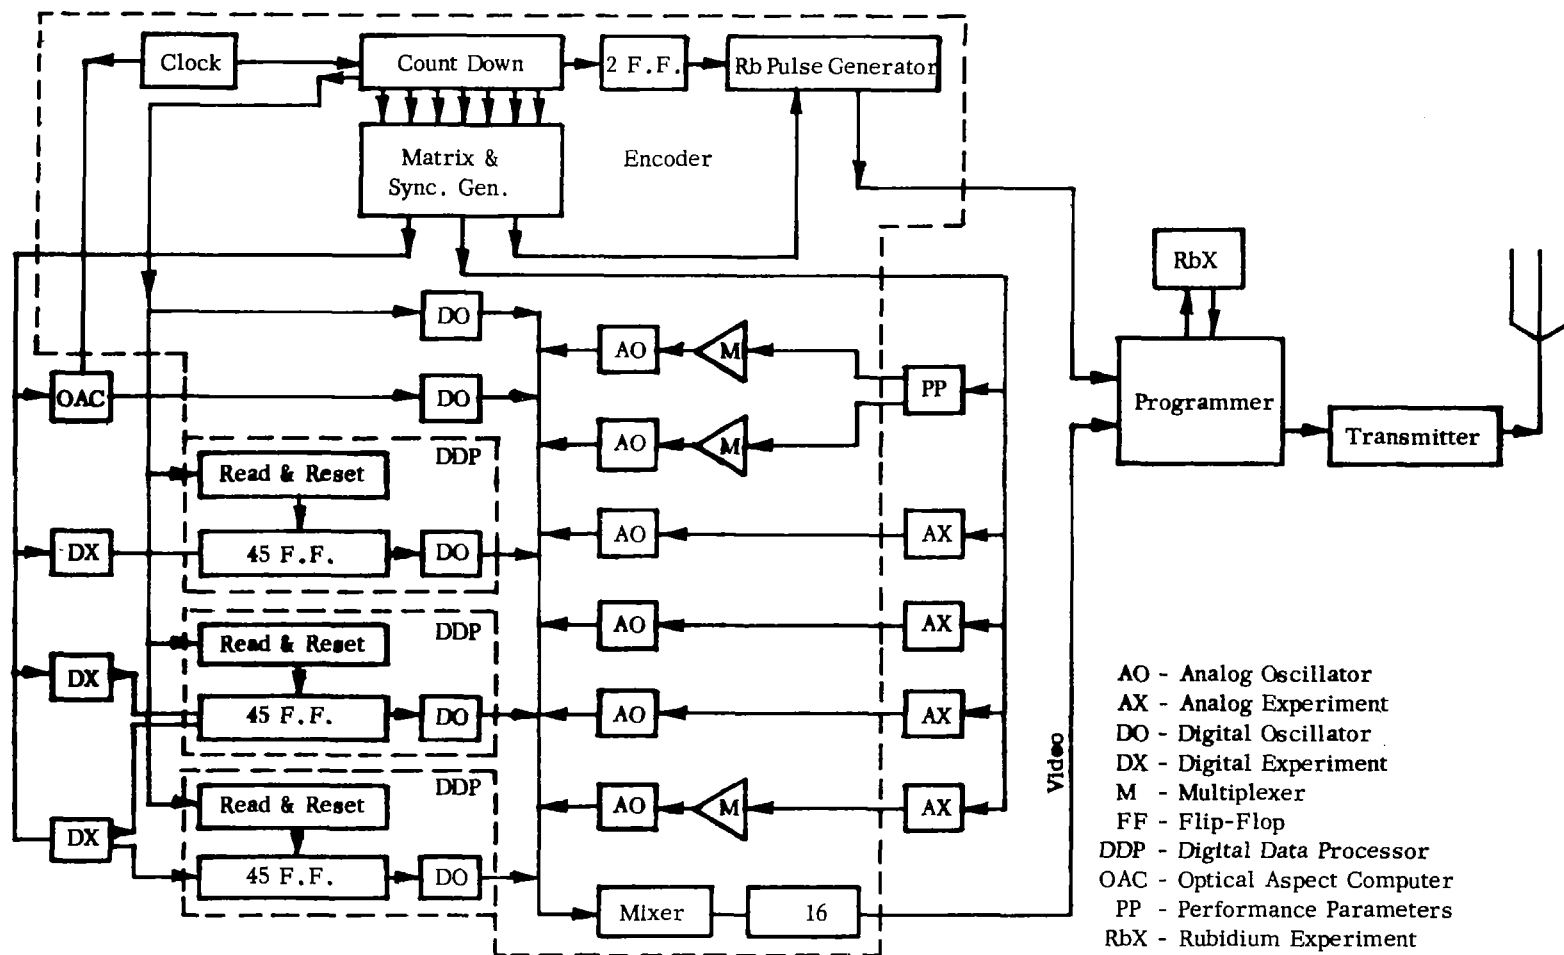 Clock
Count Down
2 F.F.
Rb Pulse Generator
Matrix &
Sync. Gen.
Encoder
RbX
DO
AO
M
OAC
DO
PP
Programmer
Transmitter
AO
M
DDP
Read & Reset
DX
45 F.F.
DO
AO
AX
DDP
Read & Reset
AO
AX
DX
45 F.F.
DO
AO
AX
Video
DDP
Read & Reset
AO
M
AX
DX
45 F.F.
DO
Mixer
16
AO - Analog Oscillator
AX - Analog Experiment
DO - Digital Oscillator
DX - Digital Experiment
M - Multiplexer
FF - Flip-Flop
DDP - Digital Data Processor
OAC - Optical Aspect Computer
PP - Performance Parameters
RbX - Rubidium Experiment